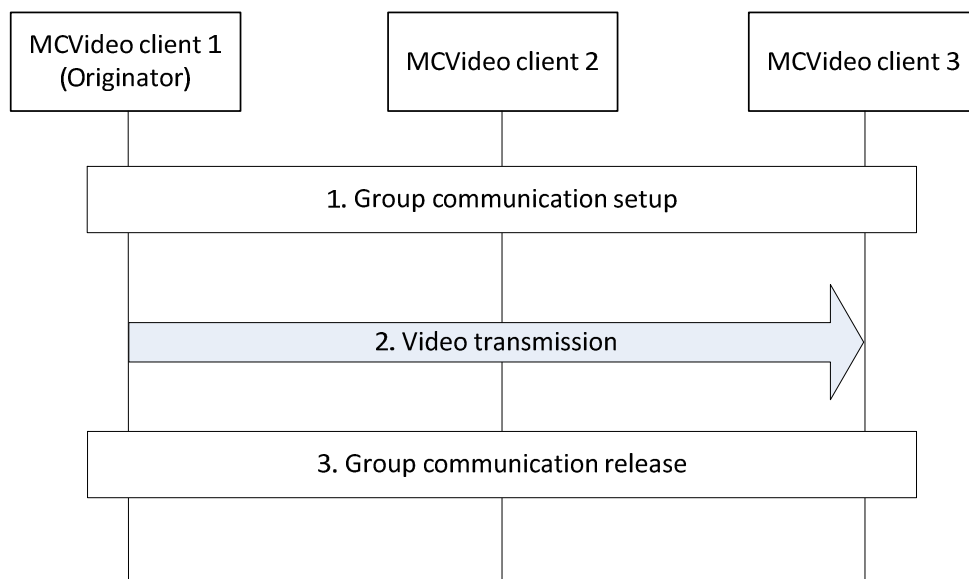 MCVideo client 1
(Originator)
MCVideo client 2
MCVideo client 3
1. Group communication setup
2. Video transmission
3. Group communication release